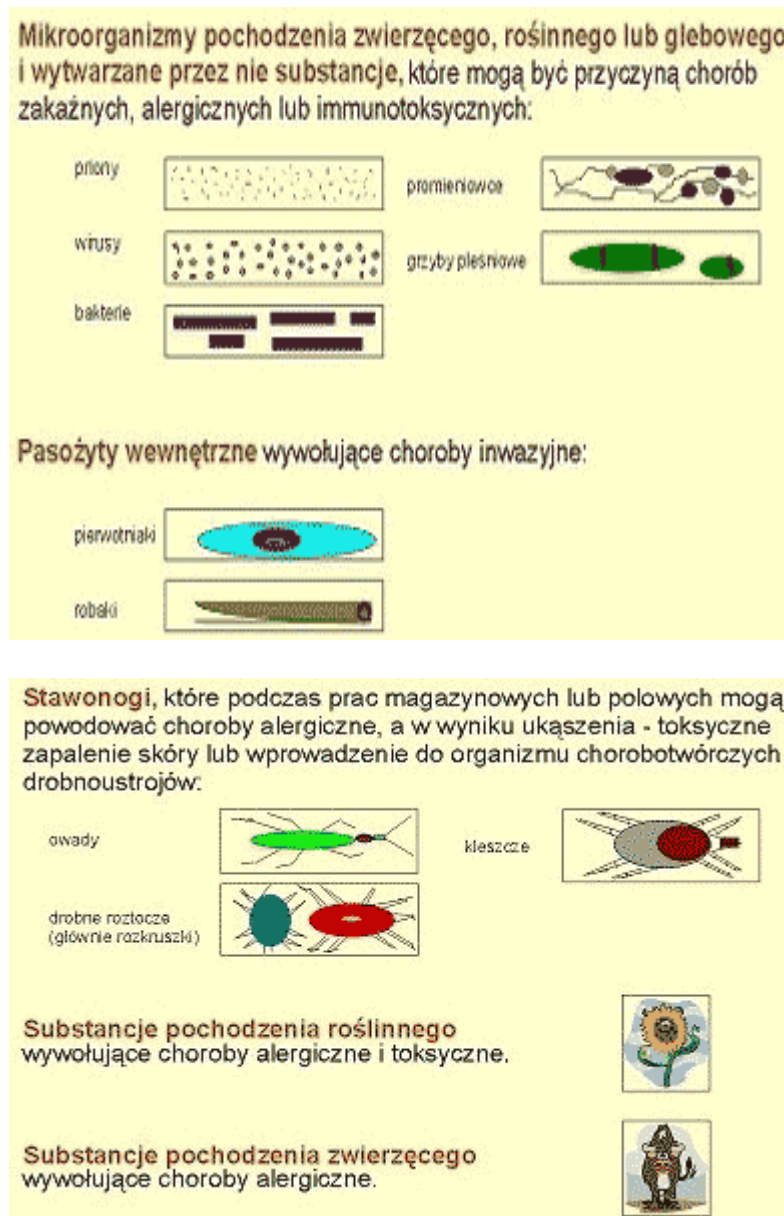 Mikroorganizmy pochodzenia zwierzęcego, roślinnego lub glebowego
i wytwarzane przez nie substancje, które mogą być przyczyną chorób
zakaźnych, alergicznych lub immunotoksycznych:
priony
promieniowce
wirusy
grzyby pleśniowe
bakterie
Pasożyty wewnętrzne wywołujące choroby inwazyjne:
pierwotniaki
robaki
Stawonogi, które podczas prac magazynowych lub polowych mogą
powodować choroby alergiczne, a w wyniku ukąszenia - toksyczne
zapalenie skóry lub wprowadzenie do organizmu chorobotwórczych
drobnoustrojów:
owady
kleszcze
drobne roztocze
(głównie rozkruszki)
Substancje pochodzenia roślinnego
wywołujące choroby alergiczne i toksyczne.
Substancje pochodzenia zwierzęcego
wywołujące choroby alergiczne.